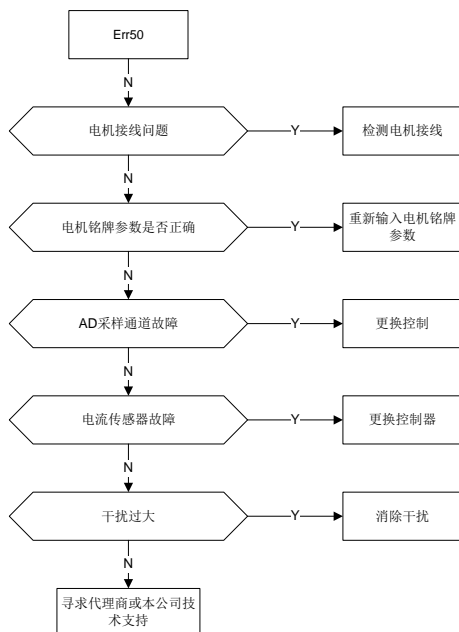 Err50
N
电机接线问题
Y
检测电机接线
N
电机铭牌参数是否正确
Y
重新输入电机铭牌
参数
N
AD采样通道故障
Y
更换控制
N
电流传感器故障
Y
更换控制器
N
干扰过大
Y
消除干扰
N
寻求代理商或本公司技
术支持